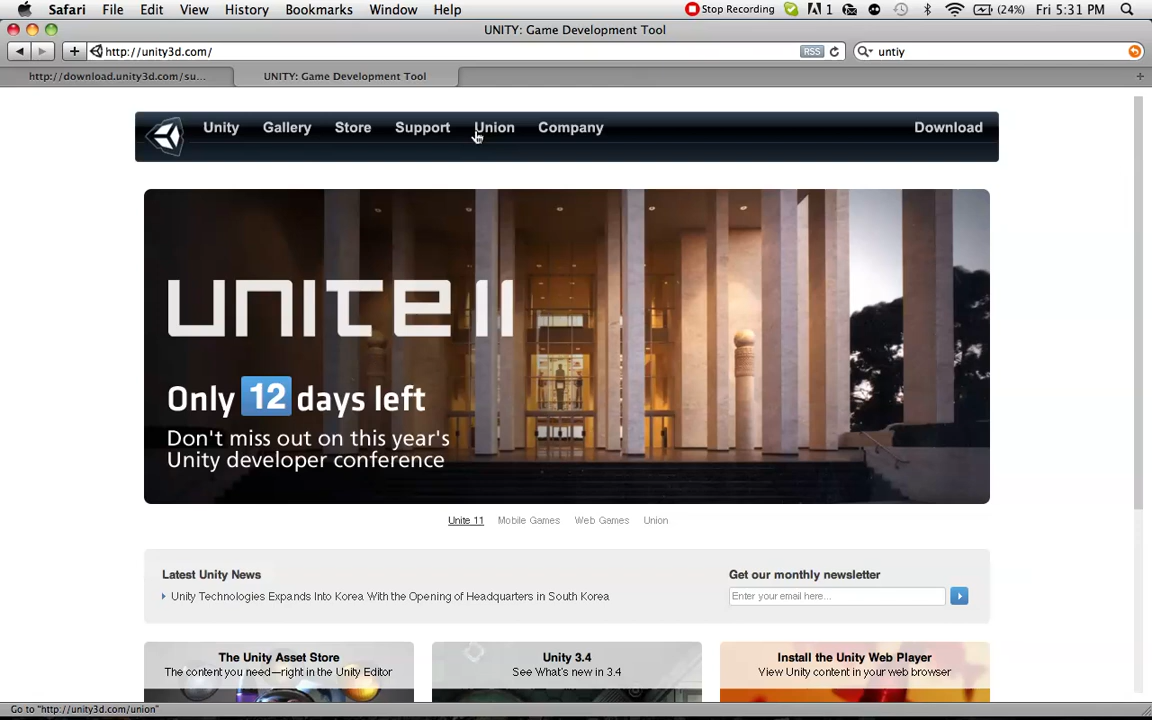 Safari File Edit View History Bookmarks Window Help Stop Recording 1 (24%) Fri 5:31 PM
UNITY: Game Development Tool
http://unity3d.com/ RSS untiy
http://download.unity3d.com/su... UNITY: Game Development Tool
Unity Gallery Store Support Union Company Download
UNITE 11
Only 12 days left
Don't miss out on this year's
Unity developer conference
Unite 11 Mobile Games Web Games Union
Latest Unity News
Get our monthly newsletter
Unity Technologies Expands Into Korea With the Opening of Headquarters in South Korea
Enter your email here...
The Unity Asset Store
The content you need—right in the Unity Editor
Unity 3.4
See What's new in 3.4
Install the Unity Web Player
View Unity content in your web browser
Go to "http://unity3d.com/union"